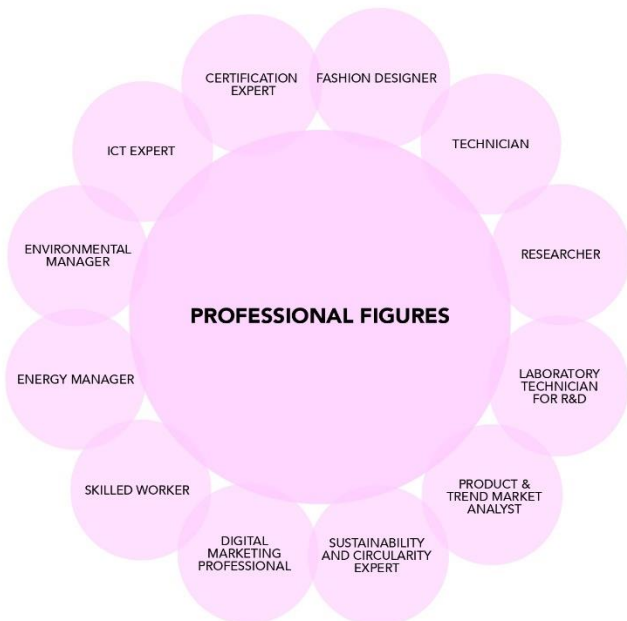 CERTIFICATION
EXPERT
FASHION DESIGNER
TECHNICIAN
RESEARCHER
LABORATORY
TECHNICIAN
FOR R&D
PRODUCT &
TREND MARKET
ANALYST
SUSTAINABILITY
AND CIRCULARITY
EXPERT
DIGITAL
MARKETING
PROFESSIONAL
SKILLED WORKER
ENERGY MANAGER
ENVIRONMENTAL
MANAGER
ICT EXPERT
PROFESSIONAL FIGURES